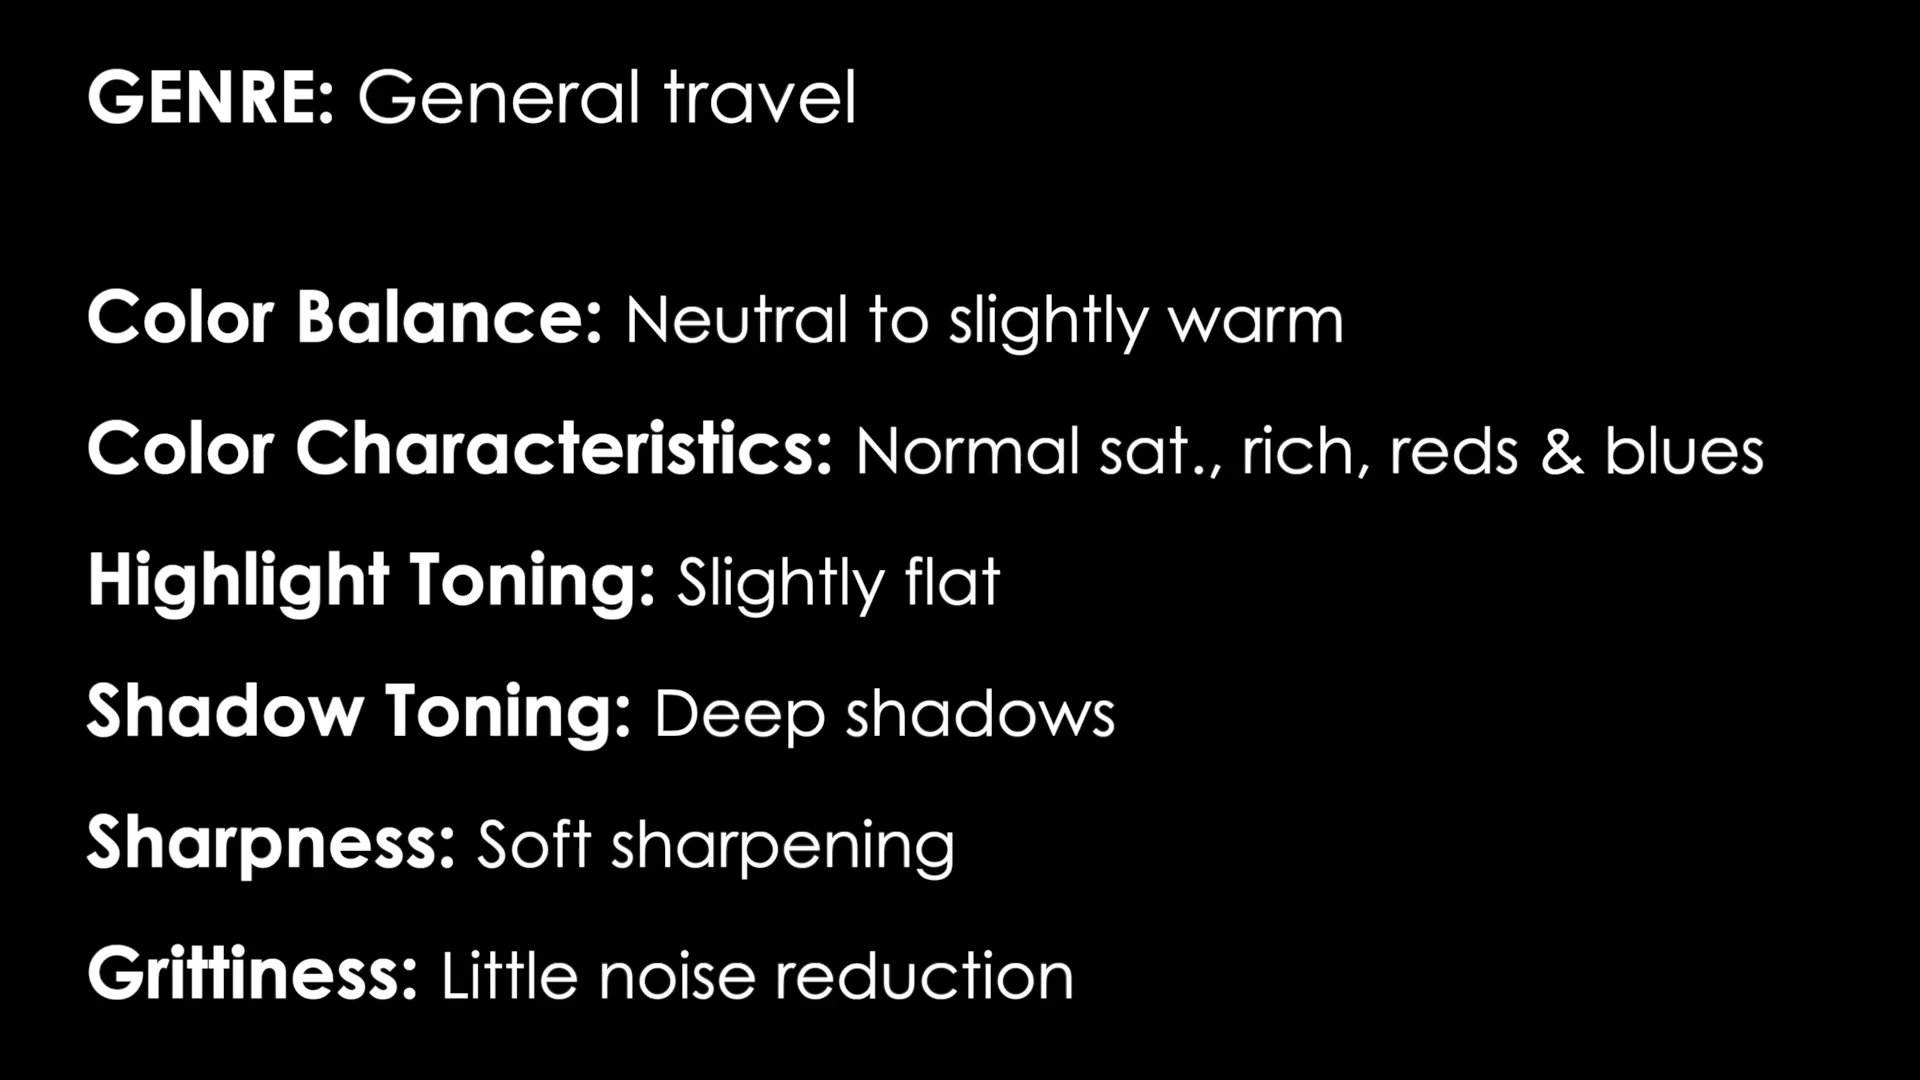 GENRE: General travel
Color Balance: Neutral to slightly warm
Color Characteristics: Normal sat., rich, reds & blues
Highlight Toning: Slightly flat
Shadow Toning: Deep shadows
Sharpness: Soft sharpening
Grittiness: Little noise reduction